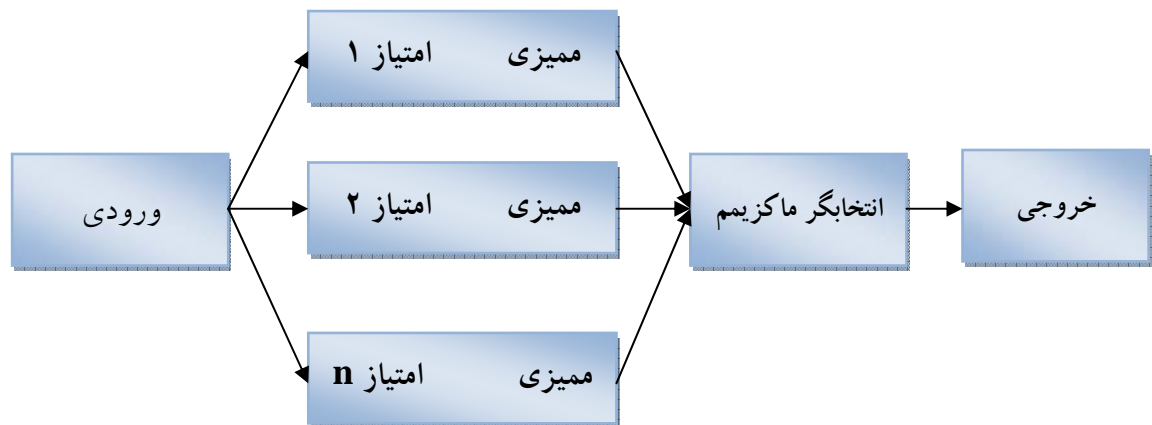 ورودی
ممیزی امتیاز ۱
ممیزی امتیاز ۲
ممیزی امتیاز n
انتخابگر ماکزیمم
خروجی